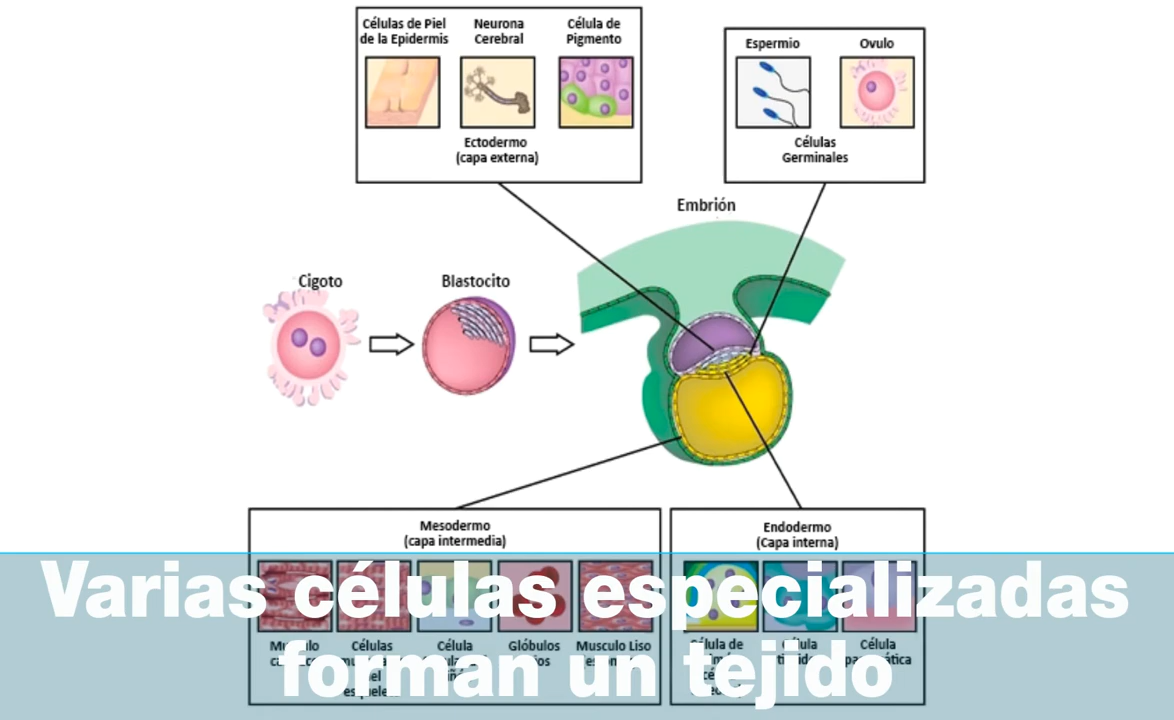 Células de Piel
de la Epidermis
Neurona
Cerebral
Célula de
Pigmento
Ectodermo
(capa externa)
Espermio
Ovulo
Células
Germinales
Embrión
Cigoto
Blastocito
Mesodermo
(capa intermedia)
Endodermo
(Capa interna)
Células
Célula
Glóbulos
Musculo Liso
Célula de
Célula
Varias células especializadas
forman un tejido